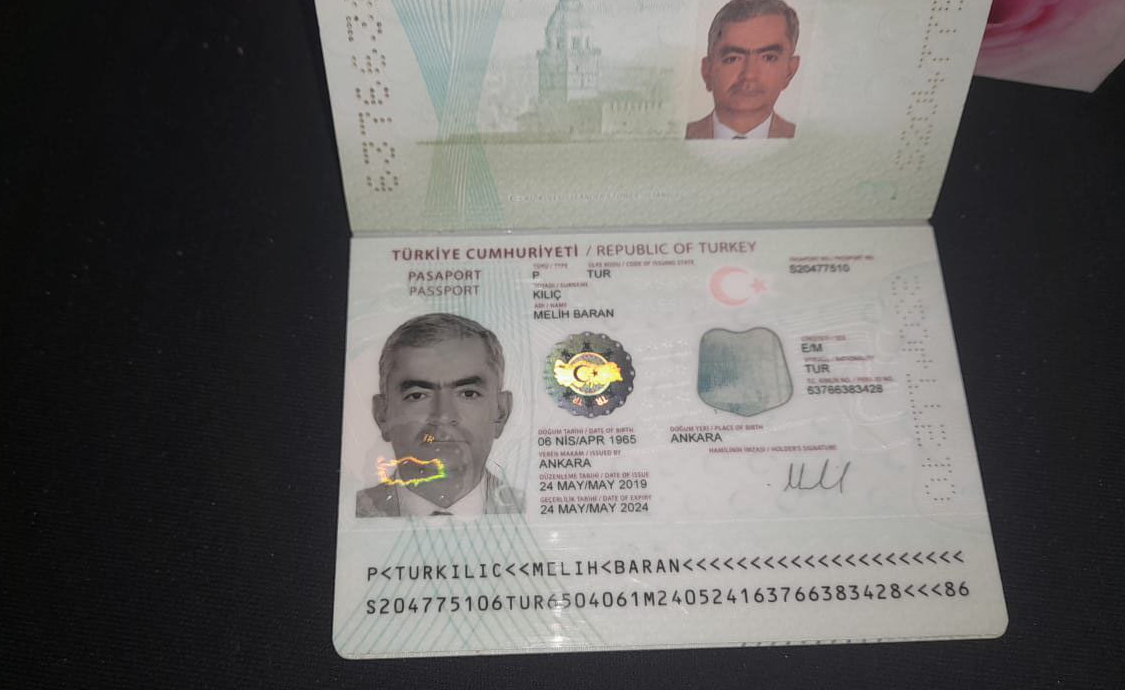 TÜRKİYE CUMHURİYETİ / REPUBLIC OF TURKEY
PASAPORT
PASSPORT
TÜRÜ / TYPE
P
ÜLKE KODU / CODE OF ISSUING STATE
TUR
PASAPORT NO. / PASSPORT NO.
S20477510
SOYADI / SURNAME
KILIÇ
ADI / NAME
MELİH BARAN
CİNSİYETİ / SEX
E/M
UYRUĞU / NATIONALITY
TUR
T.C. KİMLİK NO. / PERS. ID NO.
63766383428
DOĞUM TARİHİ / DATE OF BIRTH
06 NİS/APR 1965
DOĞUM YERİ / PLACE OF BIRTH
ANKARA
VEREN MAKAM / ISSUED BY
ANKARA
HAMİLİNİN İMZASI / HOLDER'S SIGNATURE
DÜZENLEME TARİHİ / DATE OF ISSUE
24 MAY/MAY 2019
GEÇERLİLİK TARİHİ / DATE OF EXPIRY
24 MAY/MAY 2024
TR
P<TURKILIC<<MELIH<BARAN<<<<<<<<<<<<<<<<<<<<<
S204775106TUR6504061M24052416376638​3428<<<86